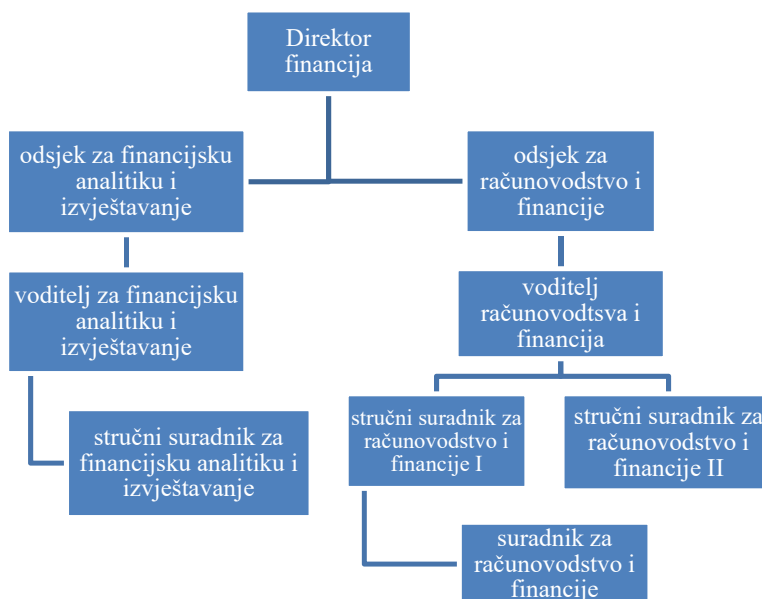 Direktor
financija
odsjek za financijsku
analitiku i
izvještavanje
odsjek za
računovodstvo i
financije
voditelj za financijsku
analitiku i
izvještavanje
voditelj
računovodtsva i
financija
stručni suradnik za
financijsku analitiku i
izvještavanje
stručni suradnik za
računovodstvo i
financije I
stručni suradnik za
računovodstvo i
financije II
suradnik za
računovodstvo i
financije